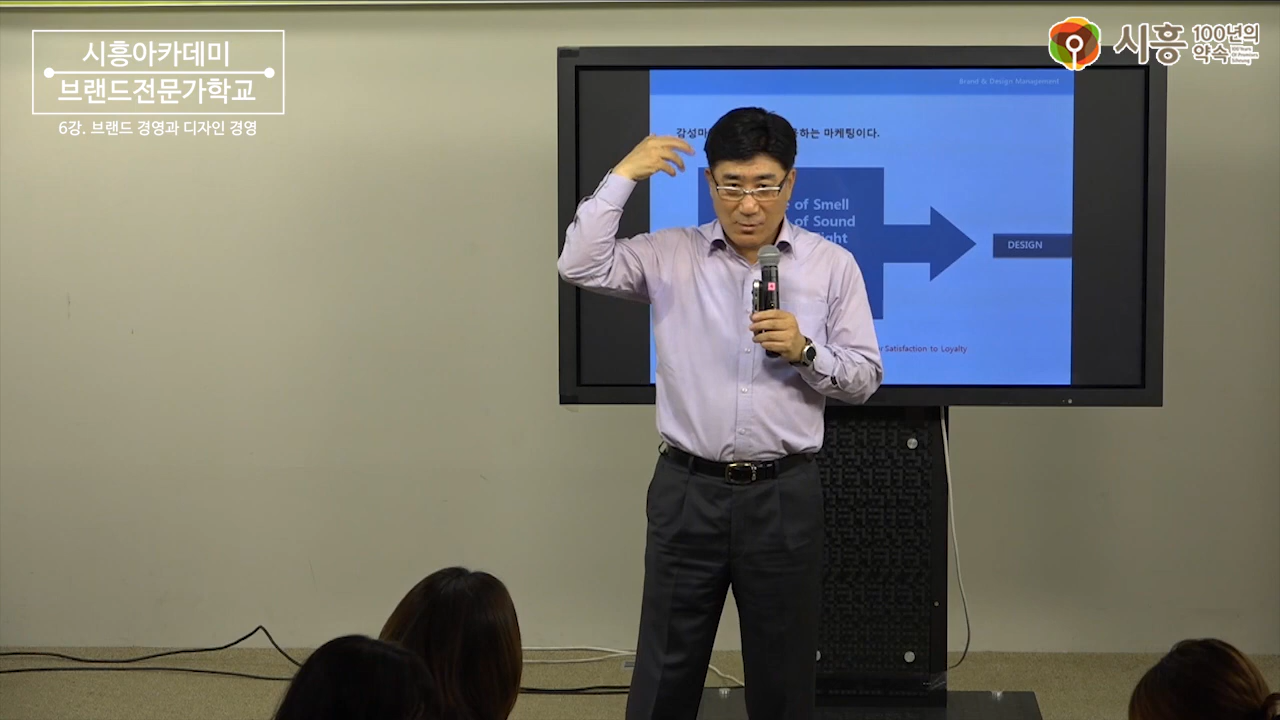 시흥아카데미
브랜드전문가학교
6강. 브랜드 경영과 디자인 경영
시흥 100년의 약속
Brand & Design Management
감성마 하는 마케팅이다.
of Smell
of Sound
DESIGN
Satisfaction to Loyalty